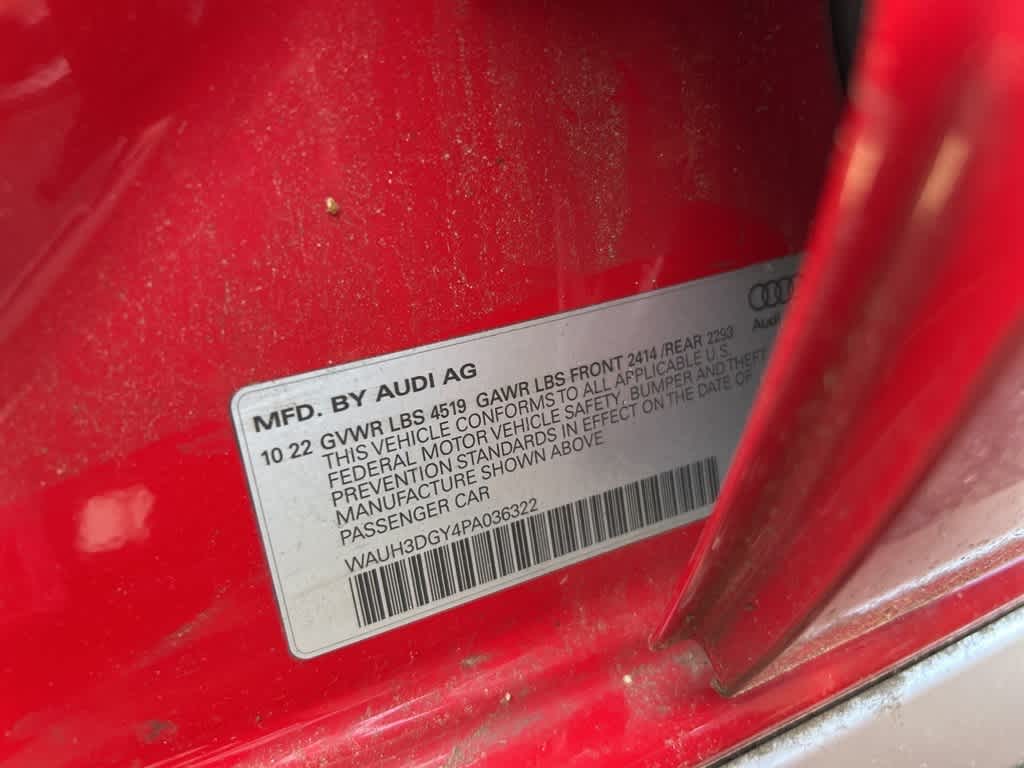 Audi
MFD. BY AUDI AG
10 22 GVWR LBS 4519 GAWR LBS FRONT 2414 /REAR 2293
THIS VEHICLE CONFORMS TO ALL APPLICABLE U.S.
FEDERAL MOTOR VEHICLE SAFETY, BUMPER AND THEFT
PREVENTION STANDARDS IN EFFECT ON THE DATE OF
MANUFACTURE SHOWN ABOVE.
PASSENGER CAR
WAUH3DGY4PA036322